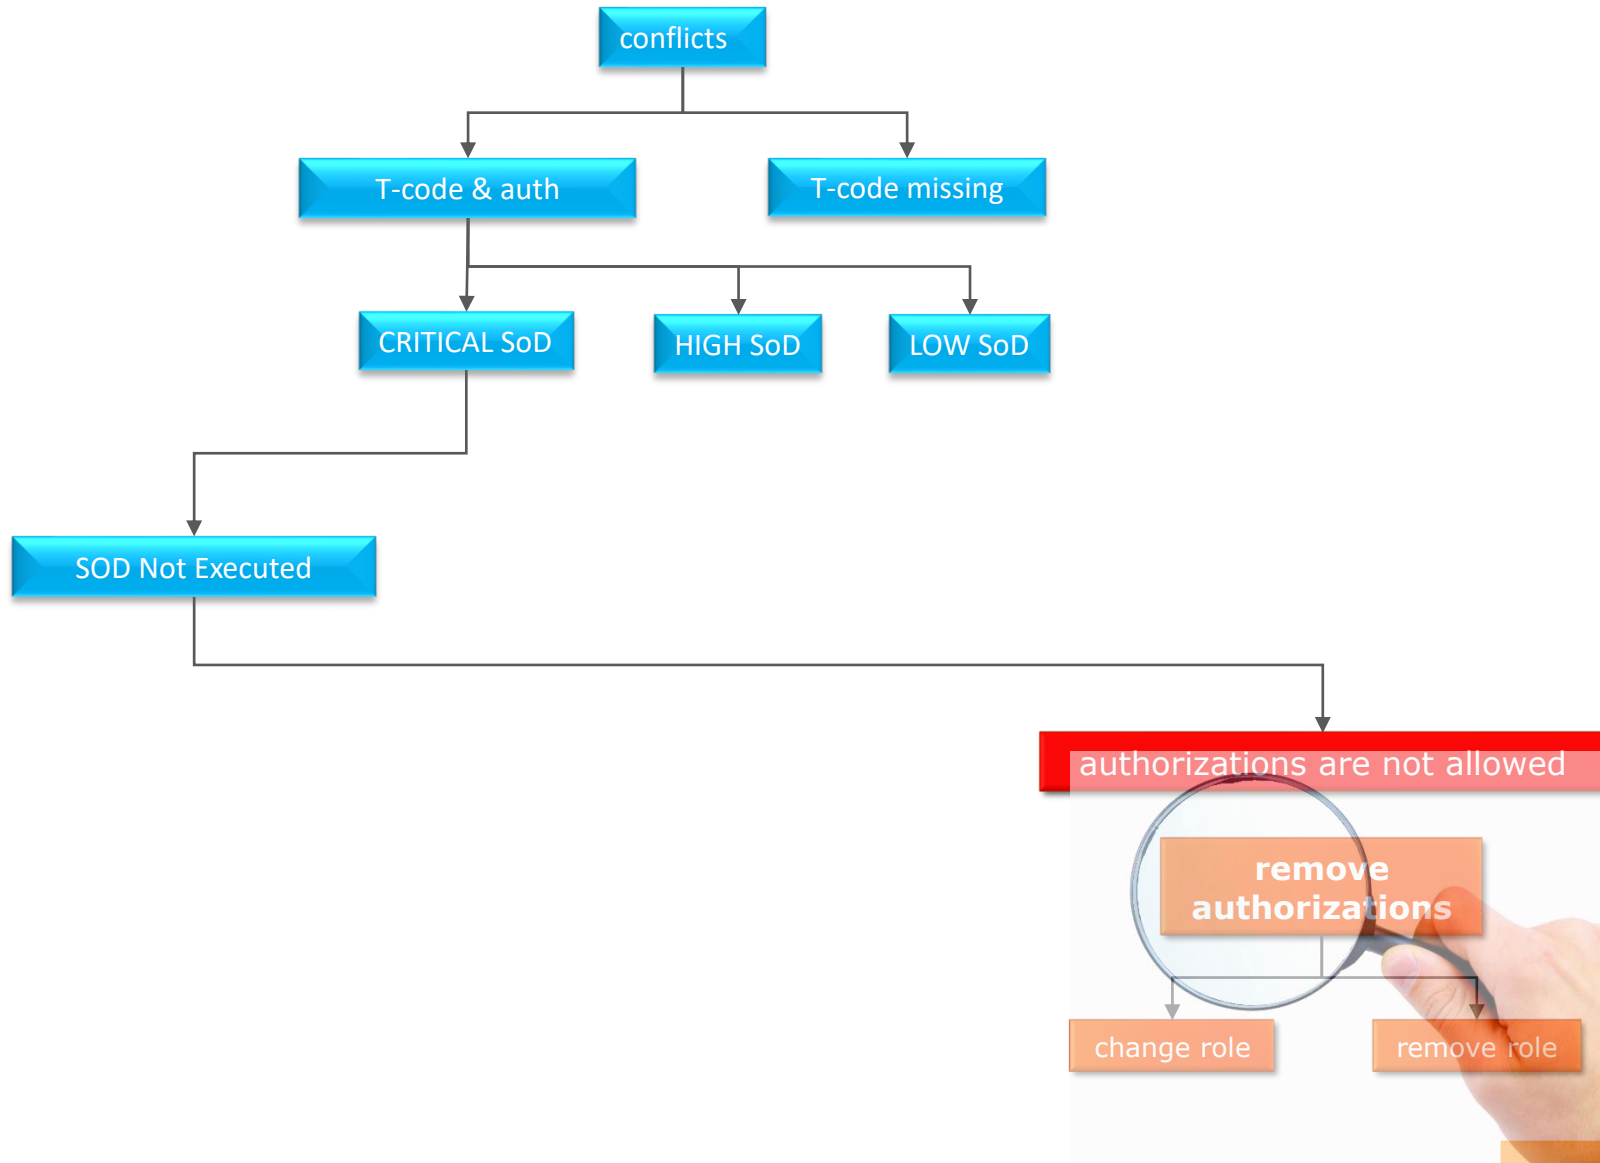 conflicts
T-code & auth
T-code missing
CRITICAL SoD
HIGH SoD
LOW SoD
SOD Not Executed
authorizations are not allowed
remove
authorizations
change role
remove role